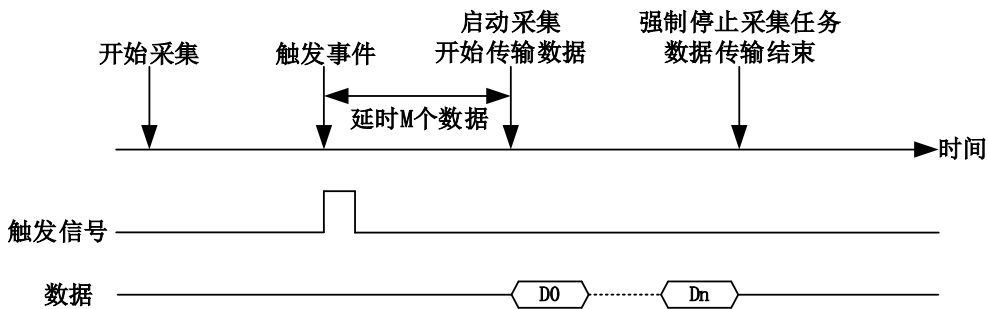 开始采集
触发事件
启动采集
开始传输数据
强制停止采集任务
数据传输结束
延时M个数据
时间
触发信号
数据
D0
Dn